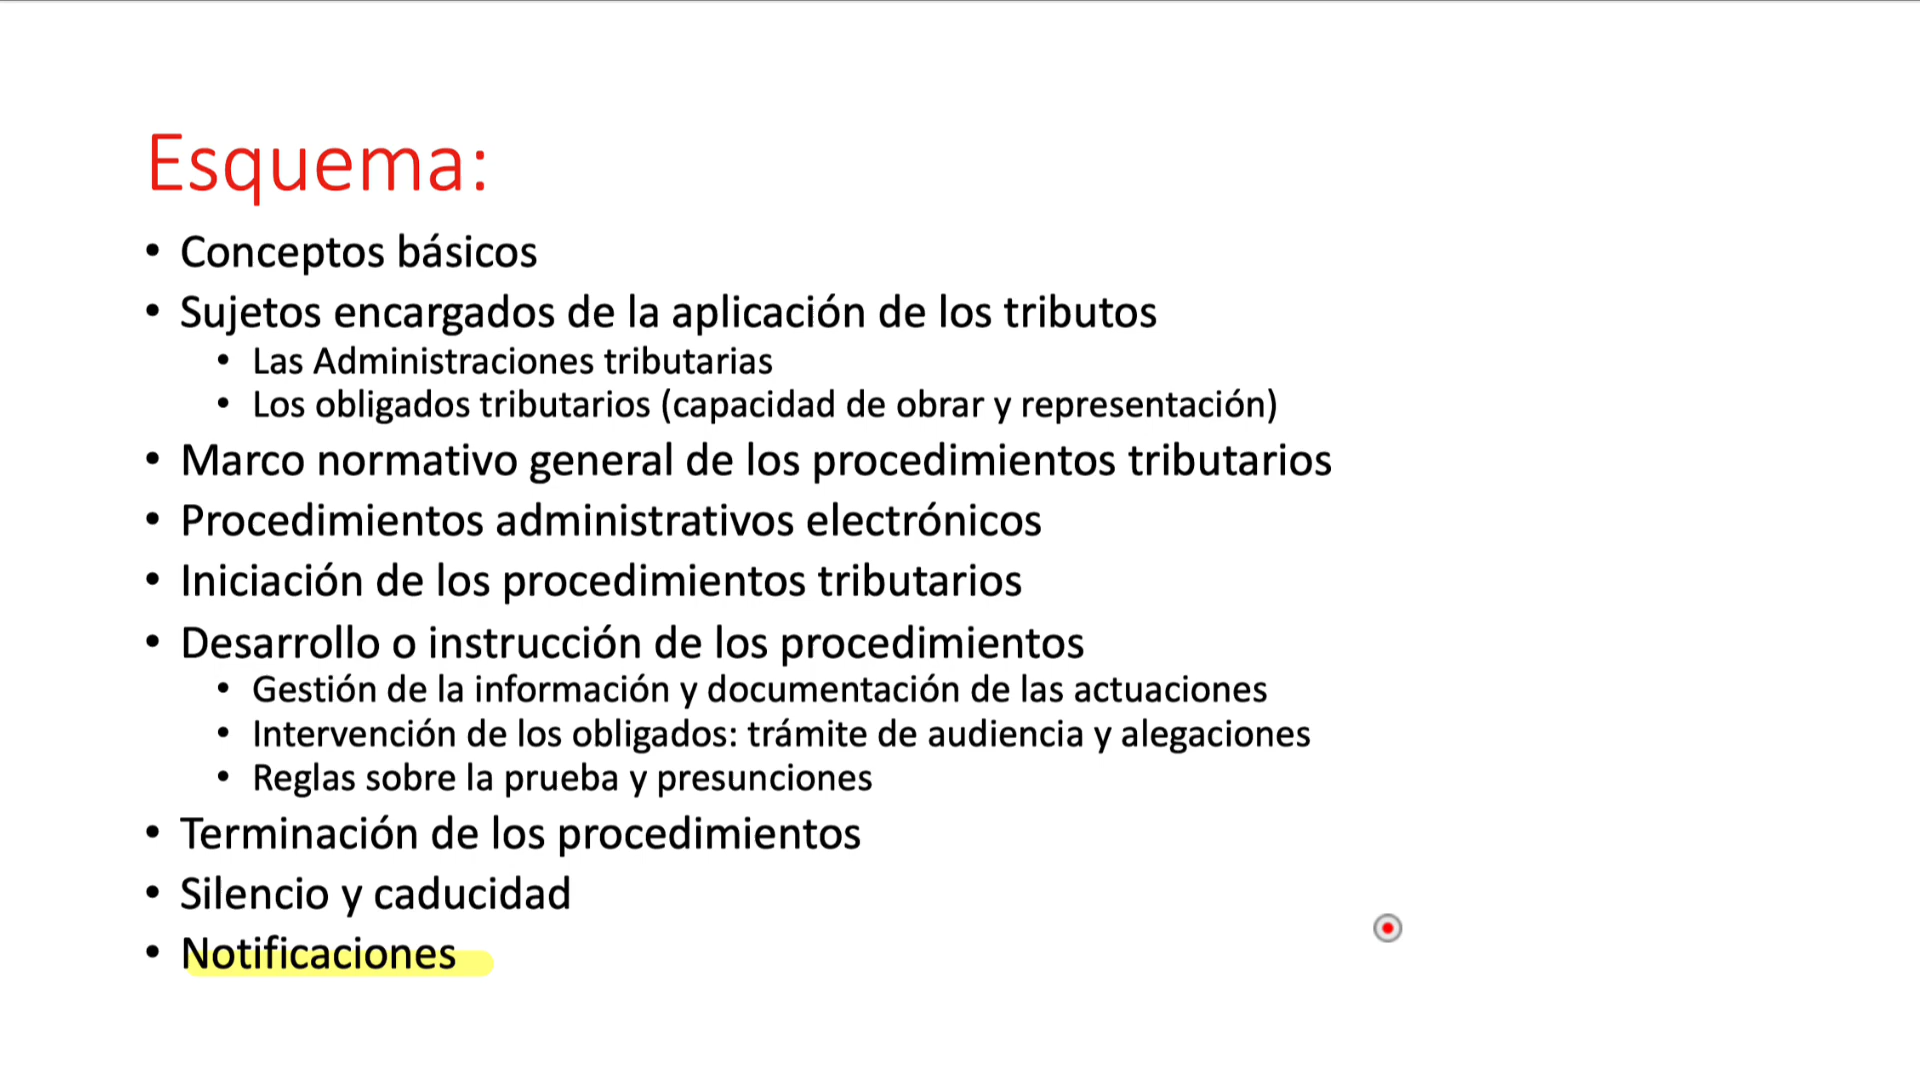 Esquema:
• Conceptos básicos
• Sujetos encargados de la aplicación de los tributos
• Las Administraciones tributarias
• Los obligados tributarios (capacidad de obrar y representación)
• Marco normativo general de los procedimientos tributarios
• Procedimientos administrativos electrónicos
• Iniciación de los procedimientos tributarios
• Desarrollo o instrucción de los procedimientos
• Gestión de la información y documentación de las actuaciones
• Intervención de los obligados: trámite de audiencia y alegaciones
• Reglas sobre la prueba y presunciones
• Terminación de los procedimientos
• Silencio y caducidad
• Notificaciones